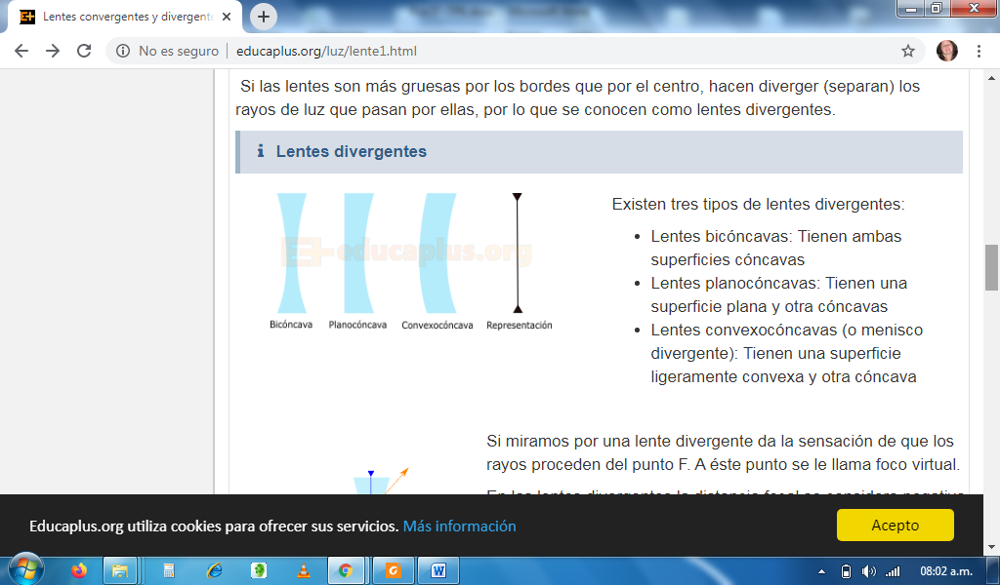 Lentes convergentes y divergente
No es seguro
educaplus.org/luz/lente1.html
Si las lentes son más gruesas por los bordes que por el centro, hacen diverger (separan) los
rayos de luz que pasan por ellas, por lo que se conocen como lentes divergentes.
Lentes divergentes
educaplus.org
Bicóncava Planocóncava Convexocóncava Representación
Existen tres tipos de lentes divergentes:
• Lentes bicóncavas: Tienen ambas
superficies cóncavas
• Lentes planocóncavas: Tienen una
superficie plana y otra cóncavas
• Lentes convexocóncavas (o menisco
divergente): Tienen una superficie
ligeramente convexa y otra cóncava
Si miramos por una lente divergente da la sensación de que los
rayos proceden del punto F. A éste punto se le llama foco virtual.
En las lentes divergentes la distancia focal se considera negativa
Educaplus.org utiliza cookies para ofrecer sus servicios. Más información
Acepto
08:02 a.m.